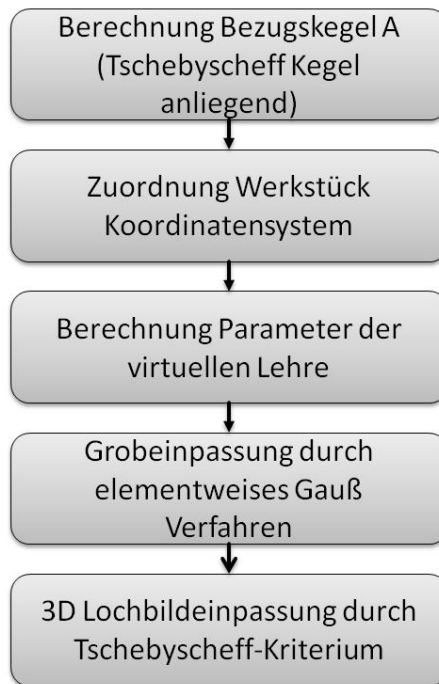 Berechnung Bezugskegel A
(Tschebyscheff Kegel
anliegend)
Zuordnung Werkstück
Koordinatensystem
Berechnung Parameter der
virtuellen Lehre
Grobeinpassung durch
elementweises Gauß
Verfahren
3D Lochbildeinpassung durch
Tschebyscheff-Kriterium